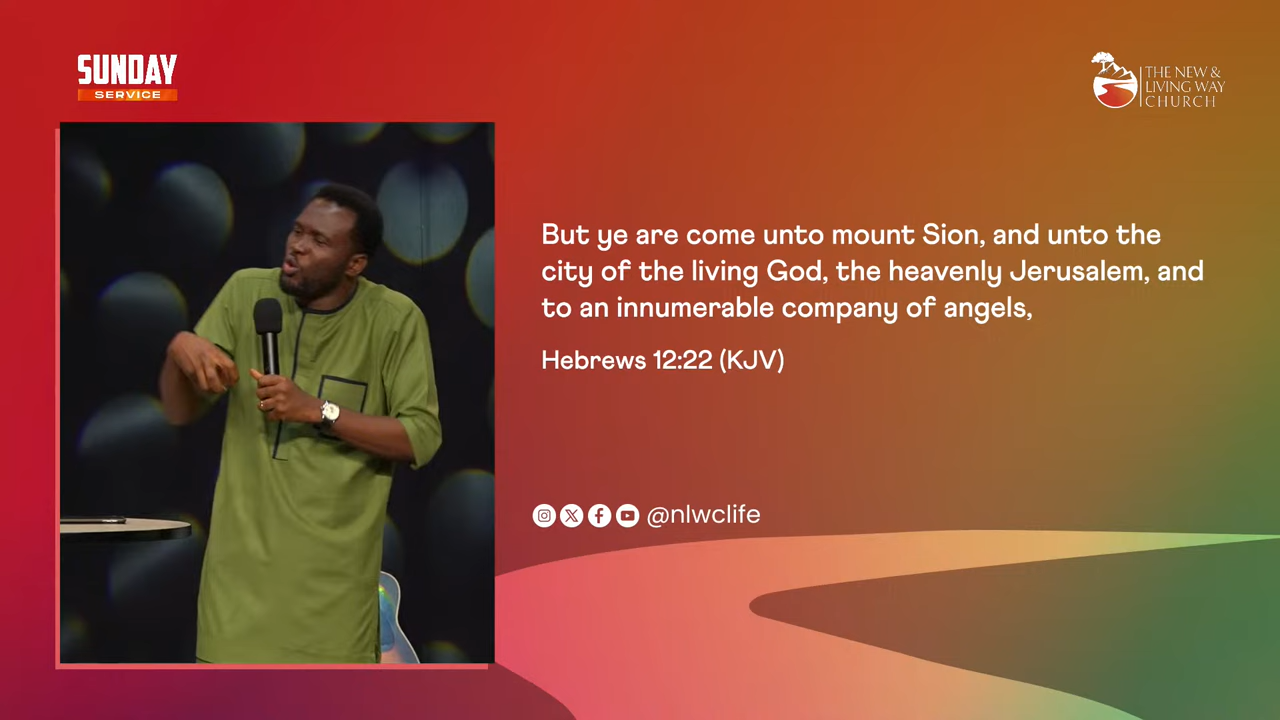 SUNDAY
SERVICE
THE NEW &
LIVING WAY
CHURCH
But ye are come unto mount Sion, and unto the
city of the living God, the heavenly Jerusalem, and
to an innumerable company of angels,
Hebrews 12:22 (KJV)
@nlwclife